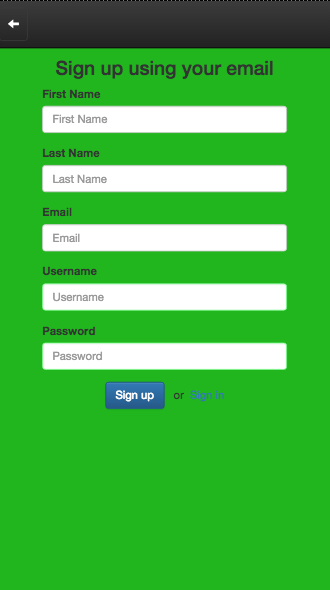 Sign up using your email
First Name
First Name
Last Name
Last Name
Email
Email
Username
Username
Password
Password
Sign up or Sign In